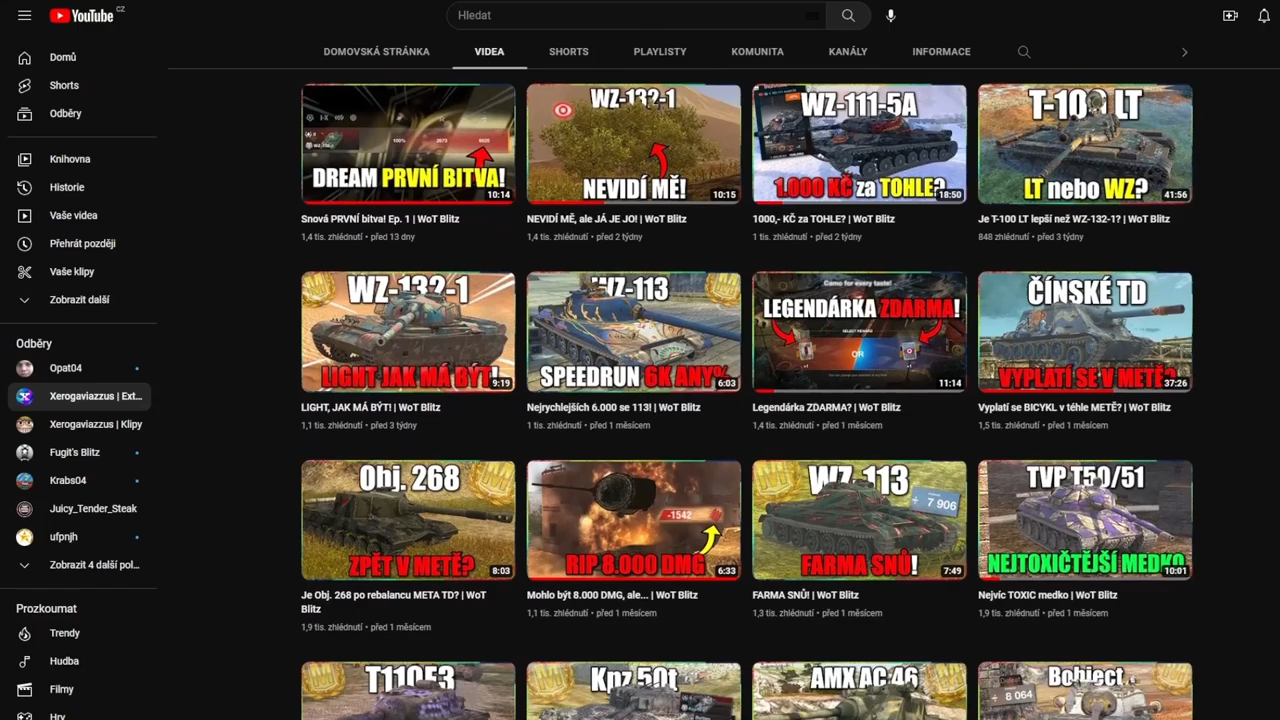 YouTube CZ
Hledat
Domů
Shorts
Odběry
Knihovna
Historie
Vaše videa
Přehrát později
Vaše klipy
Zobrazit další
Odběry
Opat04
Xerogaviazzus | Ext...
Xerogaviazzus | Klipy
Fugit's Blitz
Krabs04
Juicy_Tender_Steak
ufpnjh
Zobrazit 4 další pol...
Prozkoumat
Trendy
Hudba
Filmy
Hry
DOMOVSKÁ STRÁNKA
VIDEA
SHORTS
PLAYLISTY
KOMUNITA
KANÁLY
INFORMACE
DREAM PRVNÍ BITVA!
10:14
Snová PRVNÍ bitva! Ep. 1 | WoT Blitz
1,4 tis. zhlédnutí • před 13 dny
WZ-132-1
NEVIDÍ MĚ!
10:15
NEVIDÍ MĚ, ale JÁ JE JO! | WoT Blitz
1,4 tis. zhlédnutí • před 2 týdny
WZ-111-5A
1.000 KČ za TOHLE?
18:50
1000,- KČ za TOHLE? | WoT Blitz
1 tis. zhlédnutí • před 2 týdny
T-100 LT
LT nebo WZ?
41:56
Je T-100 LT lepší než WZ-132-1? | WoT Blitz
848 zhlédnutí • před 3 týdny
WZ-132-1
LIGHT JAK MÁ BÝT!
9:19
LIGHT, JAK MÁ BÝT! | WoT Blitz
1,1 tis. zhlédnutí • před 3 týdny
WZ-113
SPEEDRUN 6K ANY%
6:03
Nejrychlejších 6.000 se 113! | WoT Blitz
1 tis. zhlédnutí • před 1 měsícem
Camo for every taste!
LEGENDÁRKA ZDARMA!
SELECT REWARD
OR
11:14
Legendárka ZDARMA? | WoT Blitz
1,4 tis. zhlédnutí • před 1 měsícem
ČÍNSKÉ TD
VYPLATÍ SE V METĚ?
37:26
Vyplatí se BICYKL v téhle METĚ? | WoT Blitz
1,5 tis. zhlédnutí • před 1 měsícem
Obj. 268
ZPĚT V METĚ?
8:03
Je Obj. 268 po rebalancu META TD? | WoT
Blitz
1,9 tis. zhlédnutí • před 1 měsícem
-1542
RIP 8.000 DMG
6:33
Mohlo být 8.000 DMG, ale... | WoT Blitz
1,1 tis. zhlédnutí • před 1 měsícem
WZ-113
7 906
FARMA SNŮ!
7:49
FARMA SNŮ! | WoT Blitz
1,3 tis. zhlédnutí • před 1 měsícem
TVP T50/51
NEJTOXIČTĚJŠÍ MEDKO
10:01
Nejvíc TOXIC medko | WoT Blitz
1,9 tis. zhlédnutí • před 1 měsícem
T110E3
Kpz 50t
AMX AC 46
Bobject
8 064